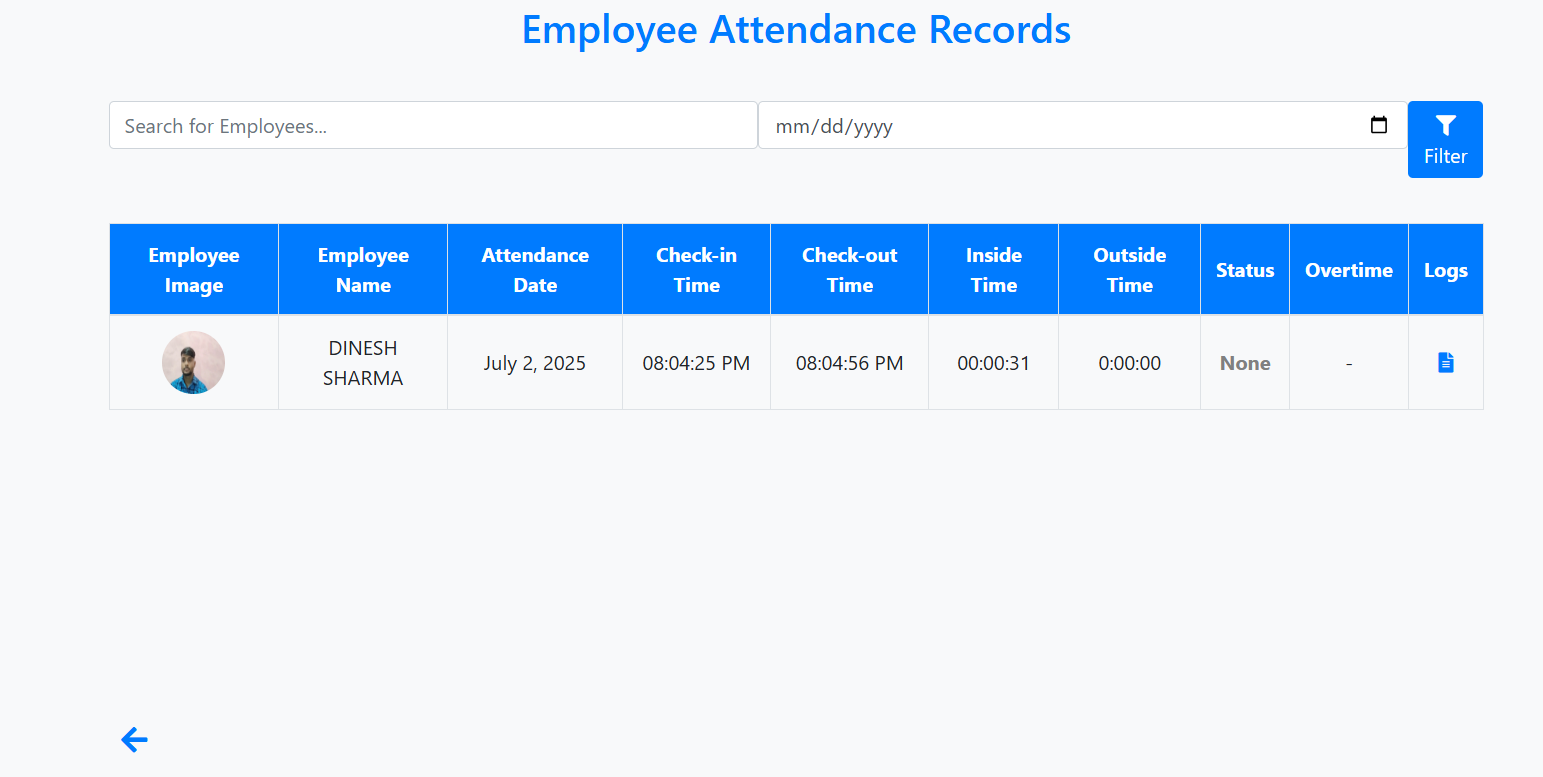 Employee Attendance Records
Search for Employees...
mm/dd/yyyy
Filter
Employee
Image
Employee
Name
Attendance
Date
Check-in
Time
Check-out
Time
Inside
Time
Outside
Time
Status
Overtime
Logs
DINESH
SHARMA
July 2, 2025
08:04:25 PM
08:04:56 PM
00:00:31
0:00:00
None
-